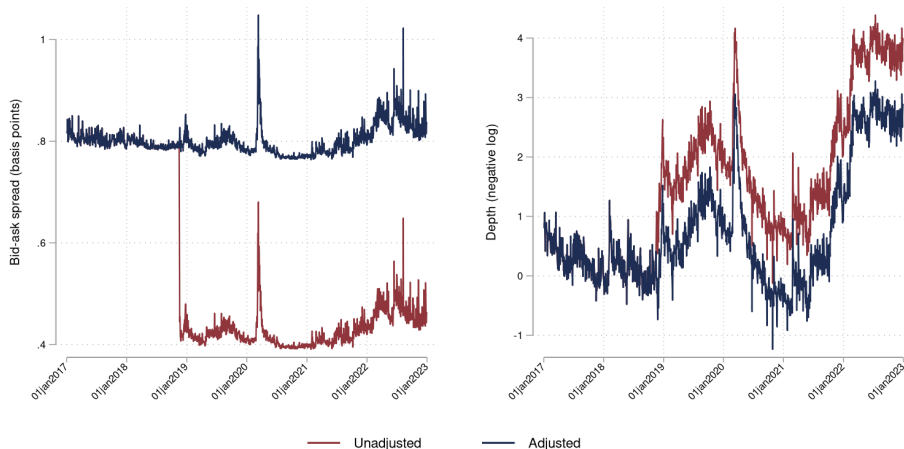 Bid-ask spread (basis points)
1
.8
.6
.4
01jan2017
01jan2018
01jan2019
01jan2020
01jan2021
01jan2022
01jan2023
Depth (negative log)
4
3
2
1
0
-1
01jan2017
01jan2018
01jan2019
01jan2020
01jan2021
01jan2022
01jan2023
Unadjusted
Adjusted